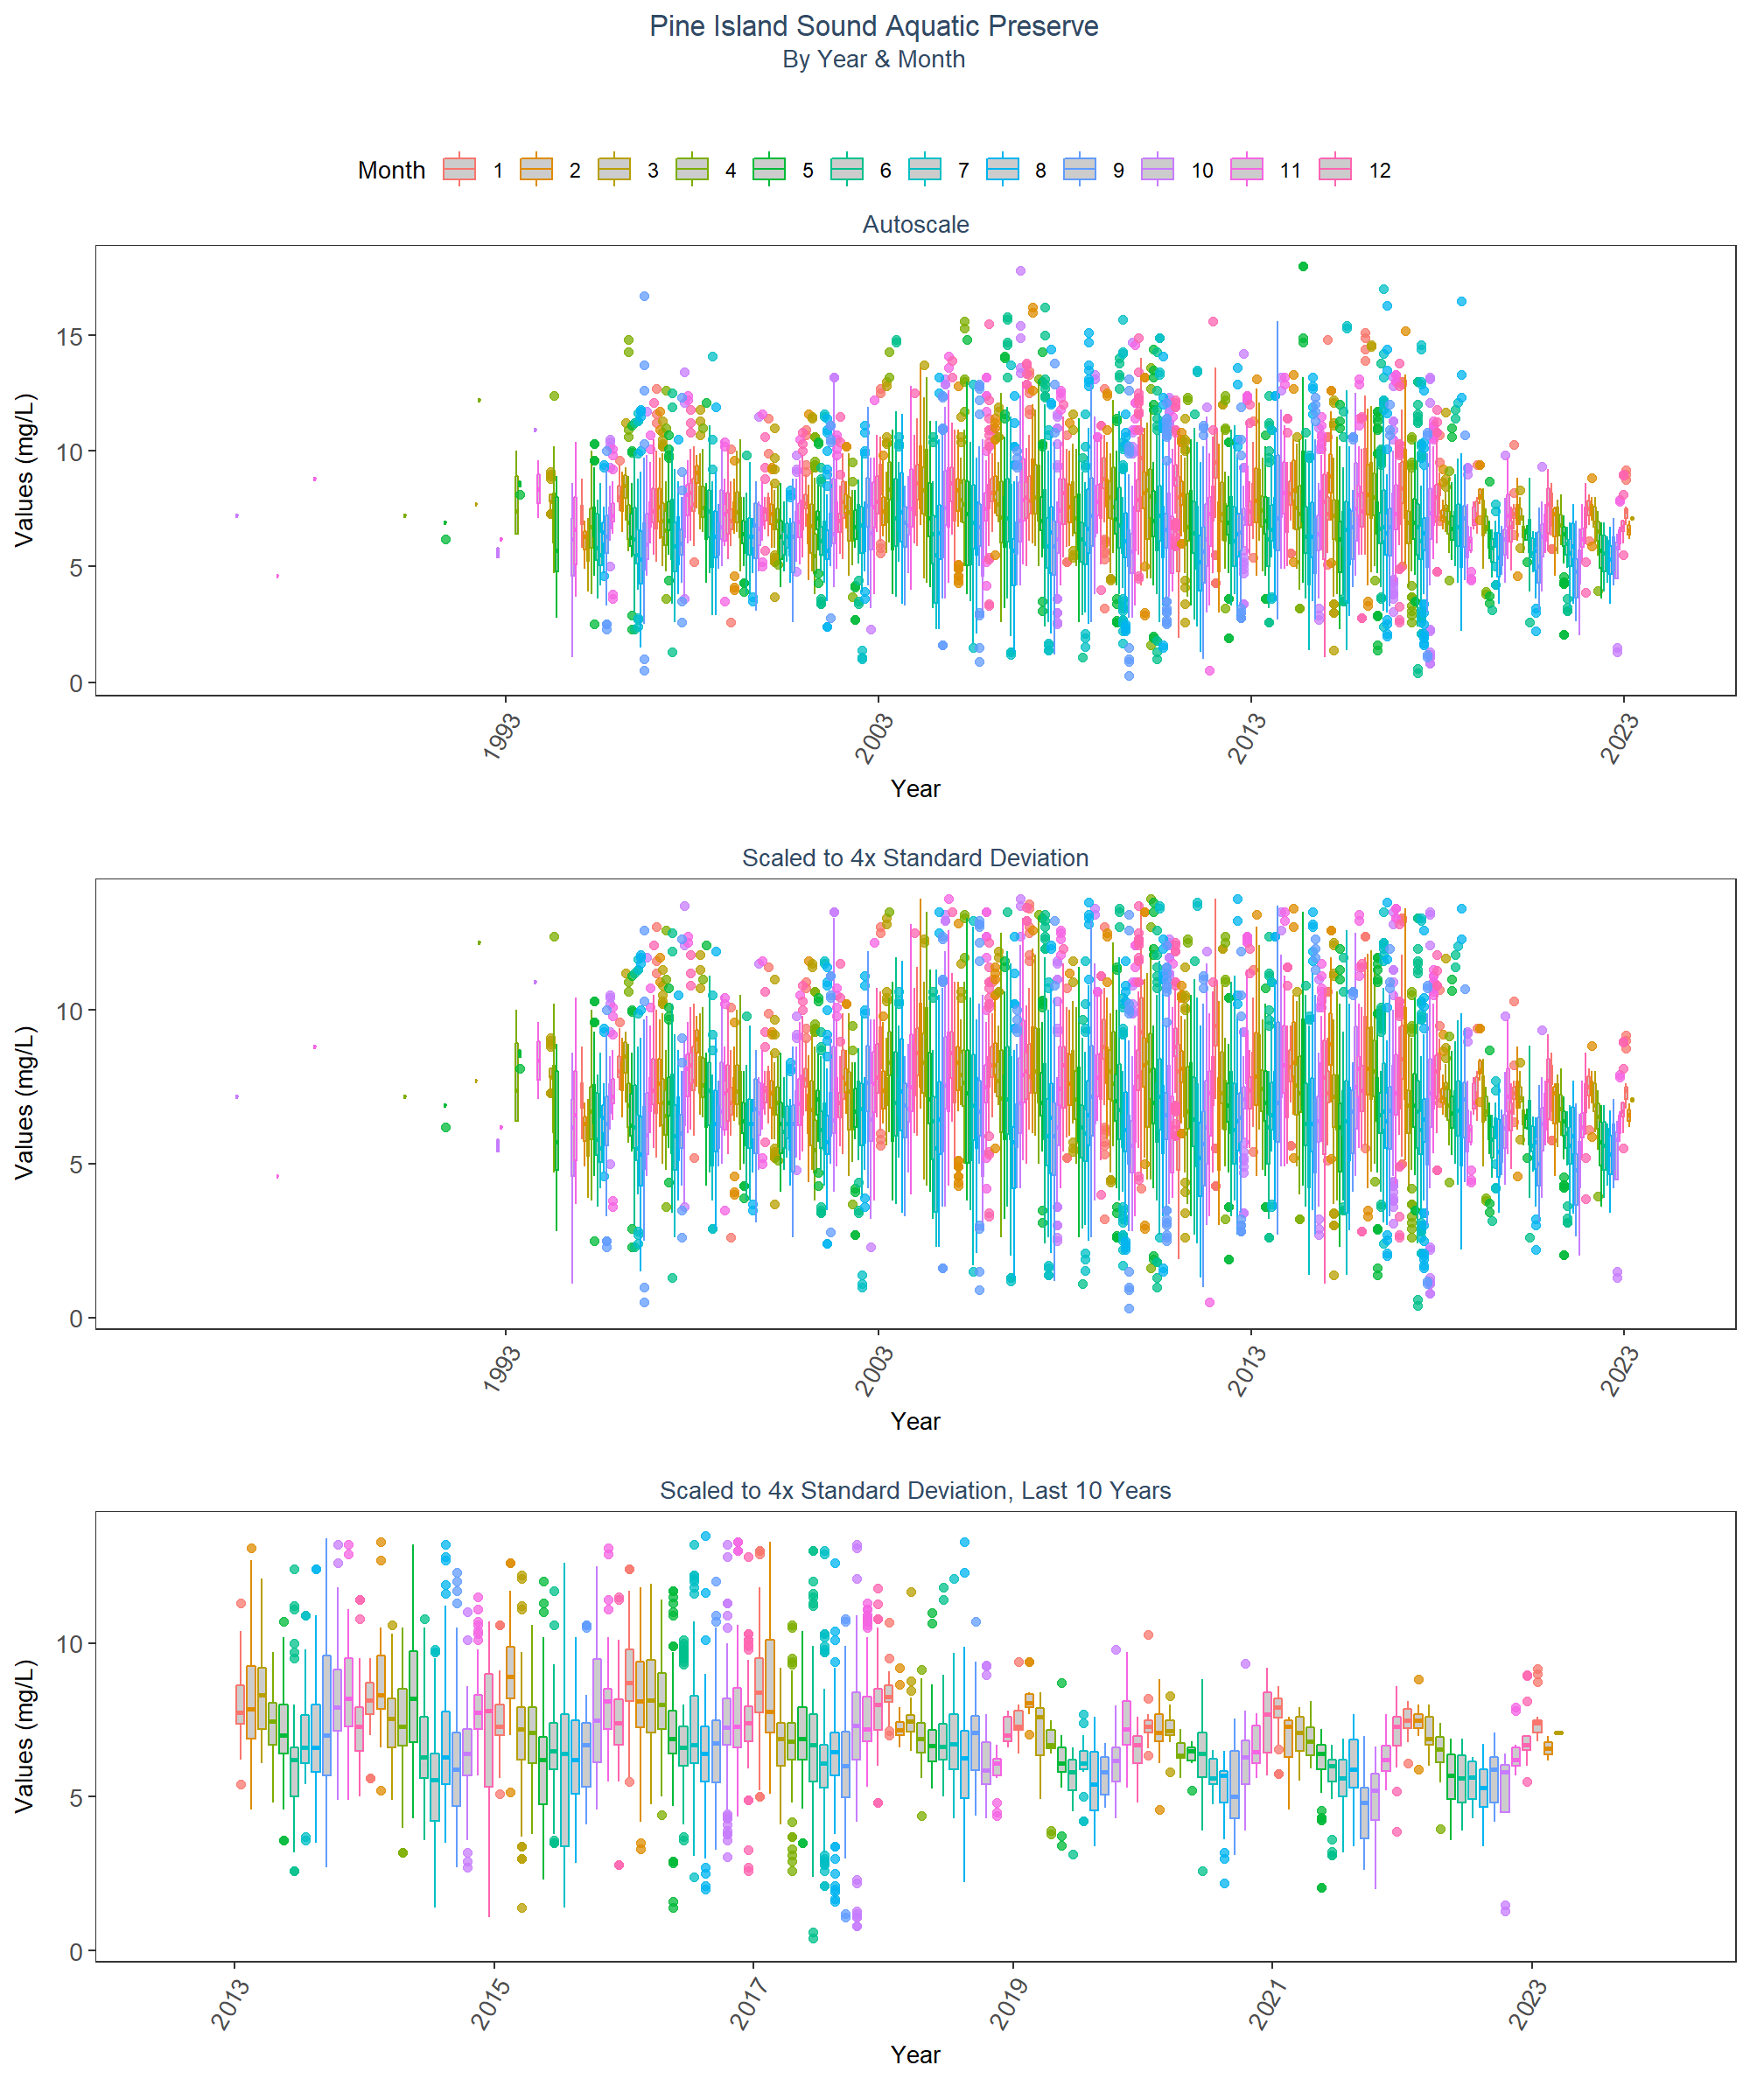 Pine Island Sound Aquatic Preserve
By Year & Month
Month 1 2 3 4 5 6 7 8 9 10 11 12
Autoscale
Values (mg/L)
15
10
5
0
1993 2003 2013 2023
Year
Scaled to 4x Standard Deviation
Values (mg/L)
10
5
0
1993 2003 2013 2023
Year
Scaled to 4x Standard Deviation, Last 10 Years
Values (mg/L)
10
5
0
2013 2015 2017 2019 2021 2023
Year